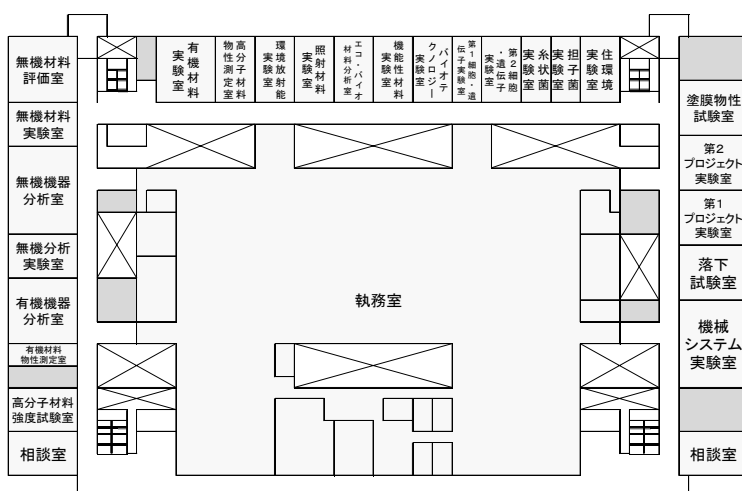 無機材料
評価室
無機材料
実験室
無機機器
分析室
無機分析
実験室
有機機器
分析室
有機材料
物性測定室
高分子材料
強度試験室
相談室
有機材料
実験室
高分子材料
物性測定室
環境放射能
実験室
照射材料
実験室
エコ・バイオ
材料分析室
機能性材料
実験室
バイオテ
クノロジー
実験室
第1細胞・遺
伝子実験室
第2細胞
・遺伝子
実験室
糸状菌
実験室
担子菌
実験室
住環境
実験室
執務室
塗膜物性
試験室
第2
プロジェクト
実験室
第1
プロジェクト
実験室
落下
試験室
機械
システム
実験室
相談室